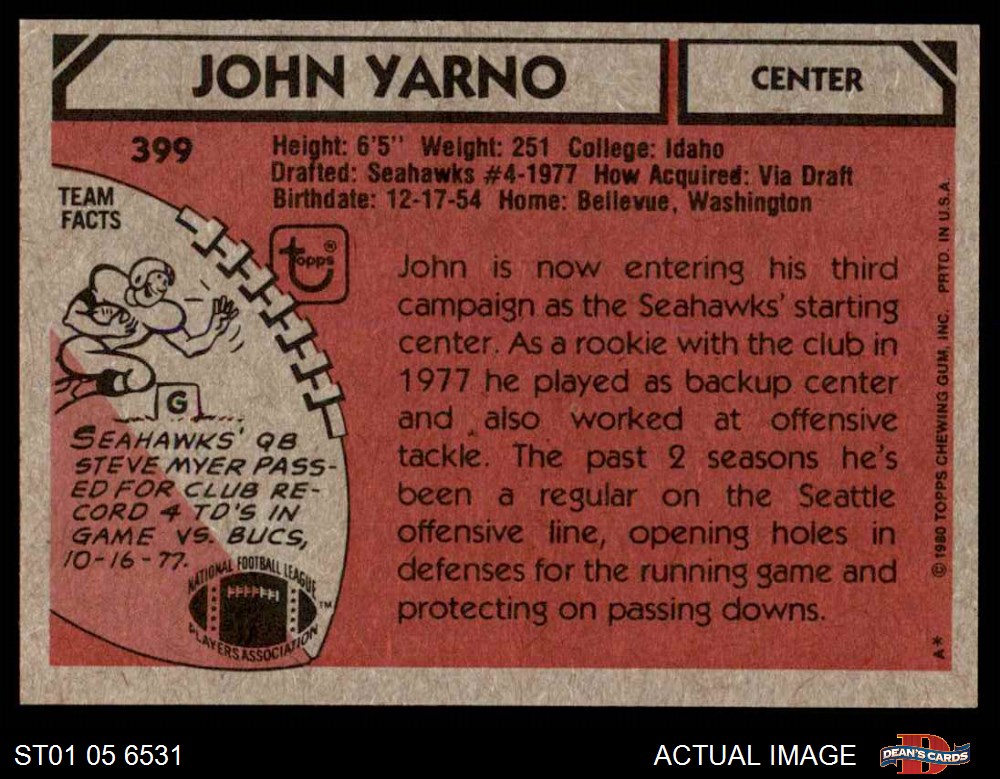 JOHN YARNO
CENTER
399
Height: 6'5" Weight: 251 College: Idaho
Drafted: Seahawks #4-1977 How Acquired: Via Draft
Birthdate: 12-17-54 Home: Bellevue, Washington
TEAM
FACTS
topps®
G
SEAHAWKS' QB
STEVE MYER PASS-
ED FOR CLUB RE-
CORD 4 TD'S IN
GAME VS. BUCS,
10-16-77.
NATIONAL FOOTBALL LEAGUE
PLAYERS ASSOCIATION
™
John is now entering his third
campaign as the Seahawks' starting
center. As a rookie with the club in
1977 he played as backup center
and also worked at offensive
tackle. The past 2 seasons he's
been a regular on the Seattle
offensive line, opening holes in
defenses for the running game and
protecting on passing downs.
A* ©1980 TOPPS CHEWING GUM, INC. PRTD. IN U.S.A.
ST01 05 6531
ACTUAL IMAGE
D
DEAN'S CARDS